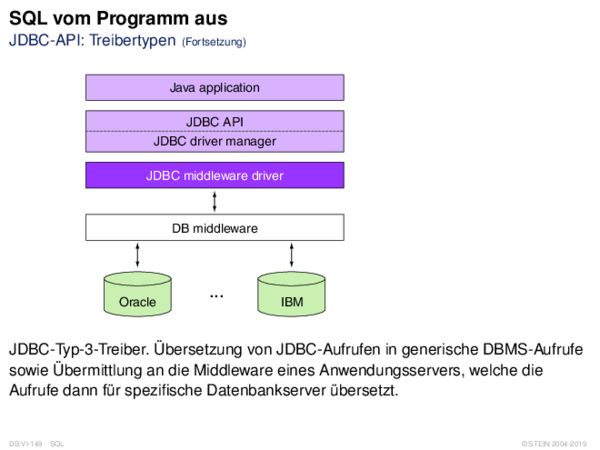 SQL vom Programm aus
JDBC-API: Treibertypen (Fortsetzung)
Java application
JDBC API
JDBC driver manager
JDBC middleware driver
DB middleware
Oracle ... IBM
JDBC-Typ-3-Treiber. Übersetzung von JDBC-Aufrufen in generische DBMS-Aufrufe
sowie Übermittlung an die Middleware eines Anwendungsservers, welche die
Aufrufe dann für spezifische Datenbankserver übersetzt.
DB:VI-149 SQL © STEIN 2004-2019